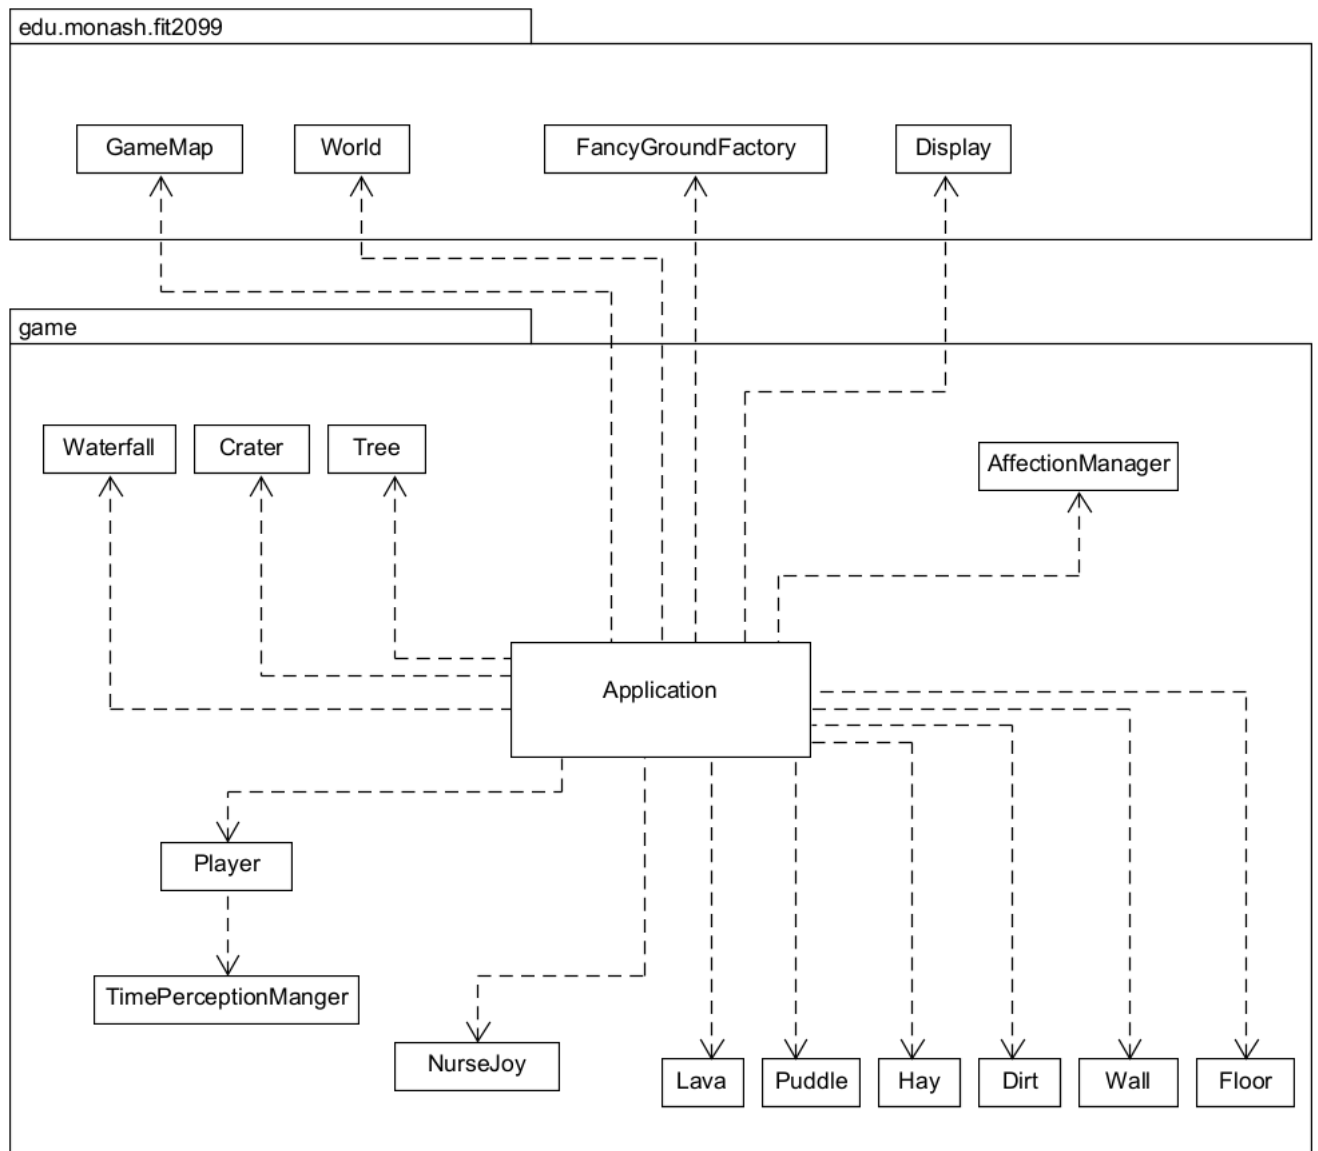 edu.monash.fit2099
GameMap
World
FancyGroundFactory
Display
game
Waterfall
Crater
Tree
AffectionManager
Application
Player
TimePerceptionManger
NurseJoy
Lava
Puddle
Hay
Dirt
Wall
Floor